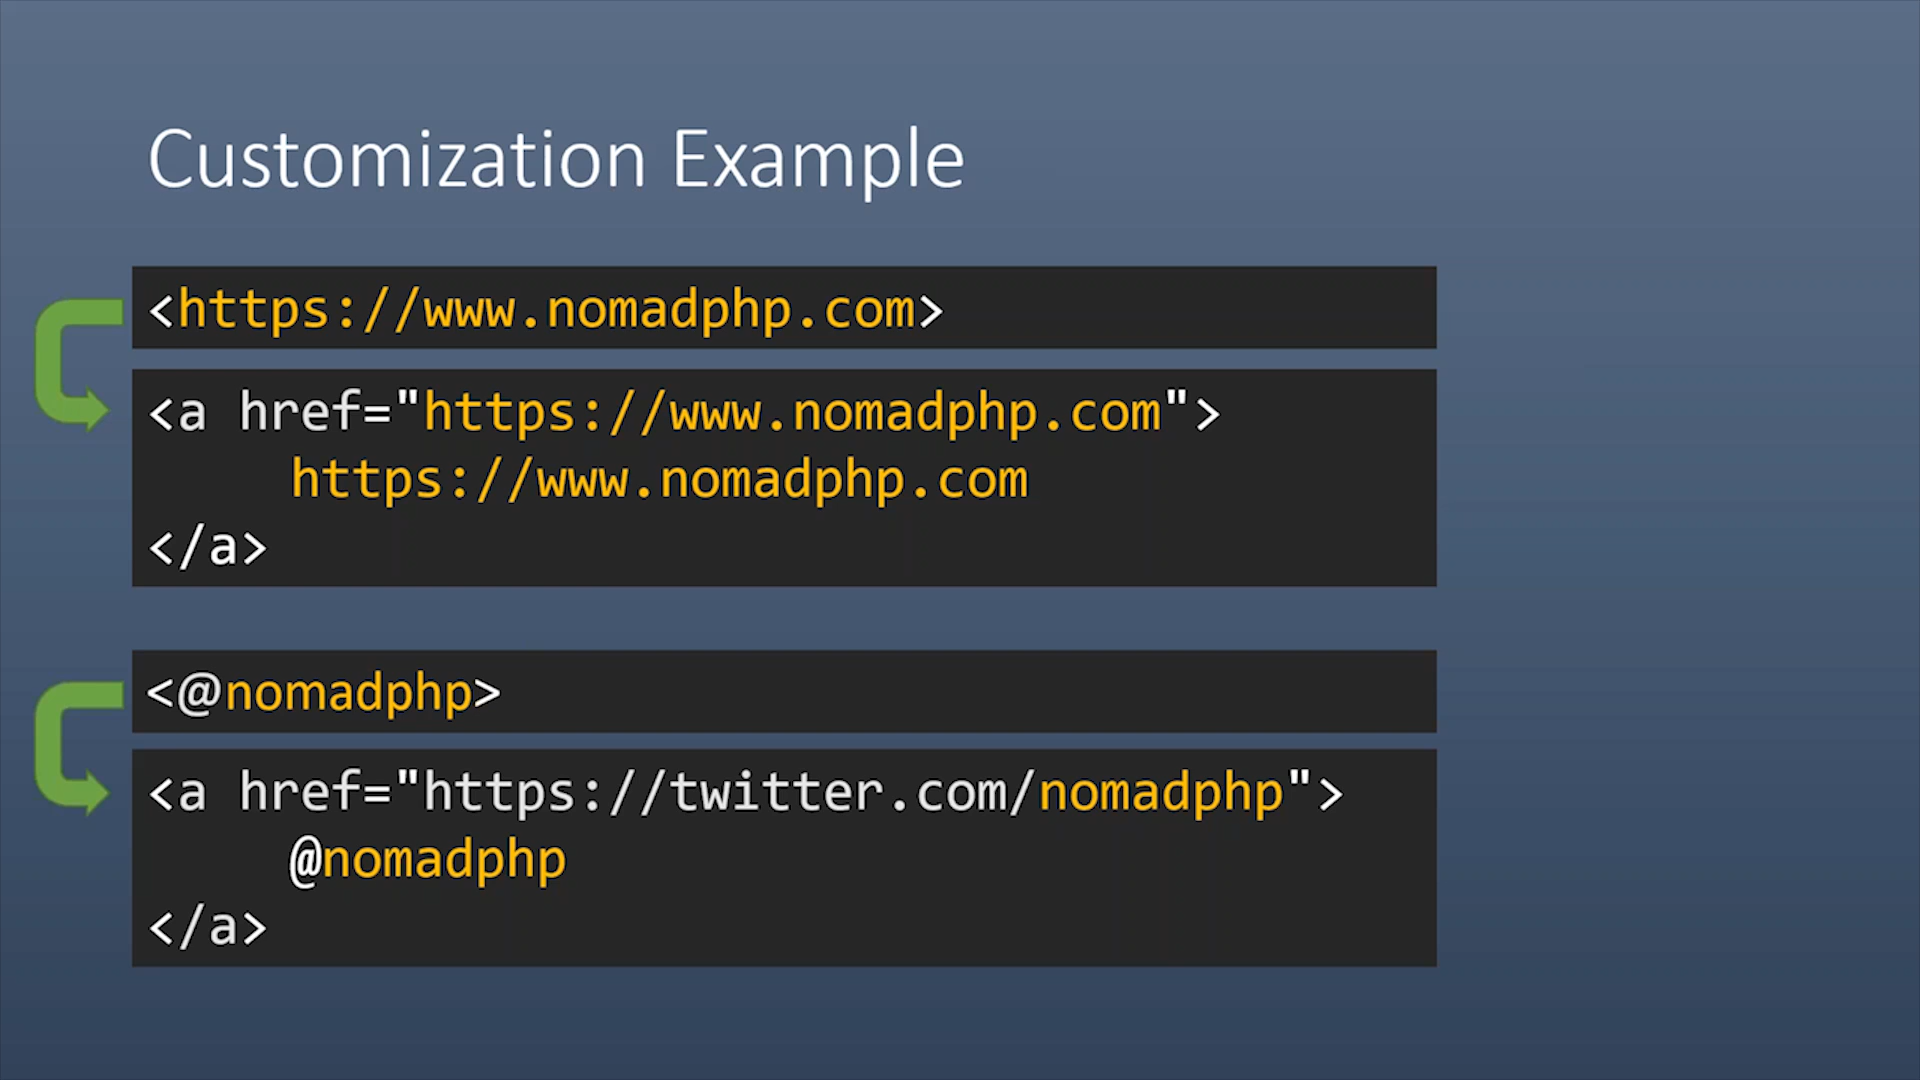 Customization Example
<https://www.nomadphp.com>
<a href="https://www.nomadphp.com">
https://www.nomadphp.com
</a>
<@nomadphp>
<a href="https://twitter.com/nomadphp">
@nomadphp
</a>